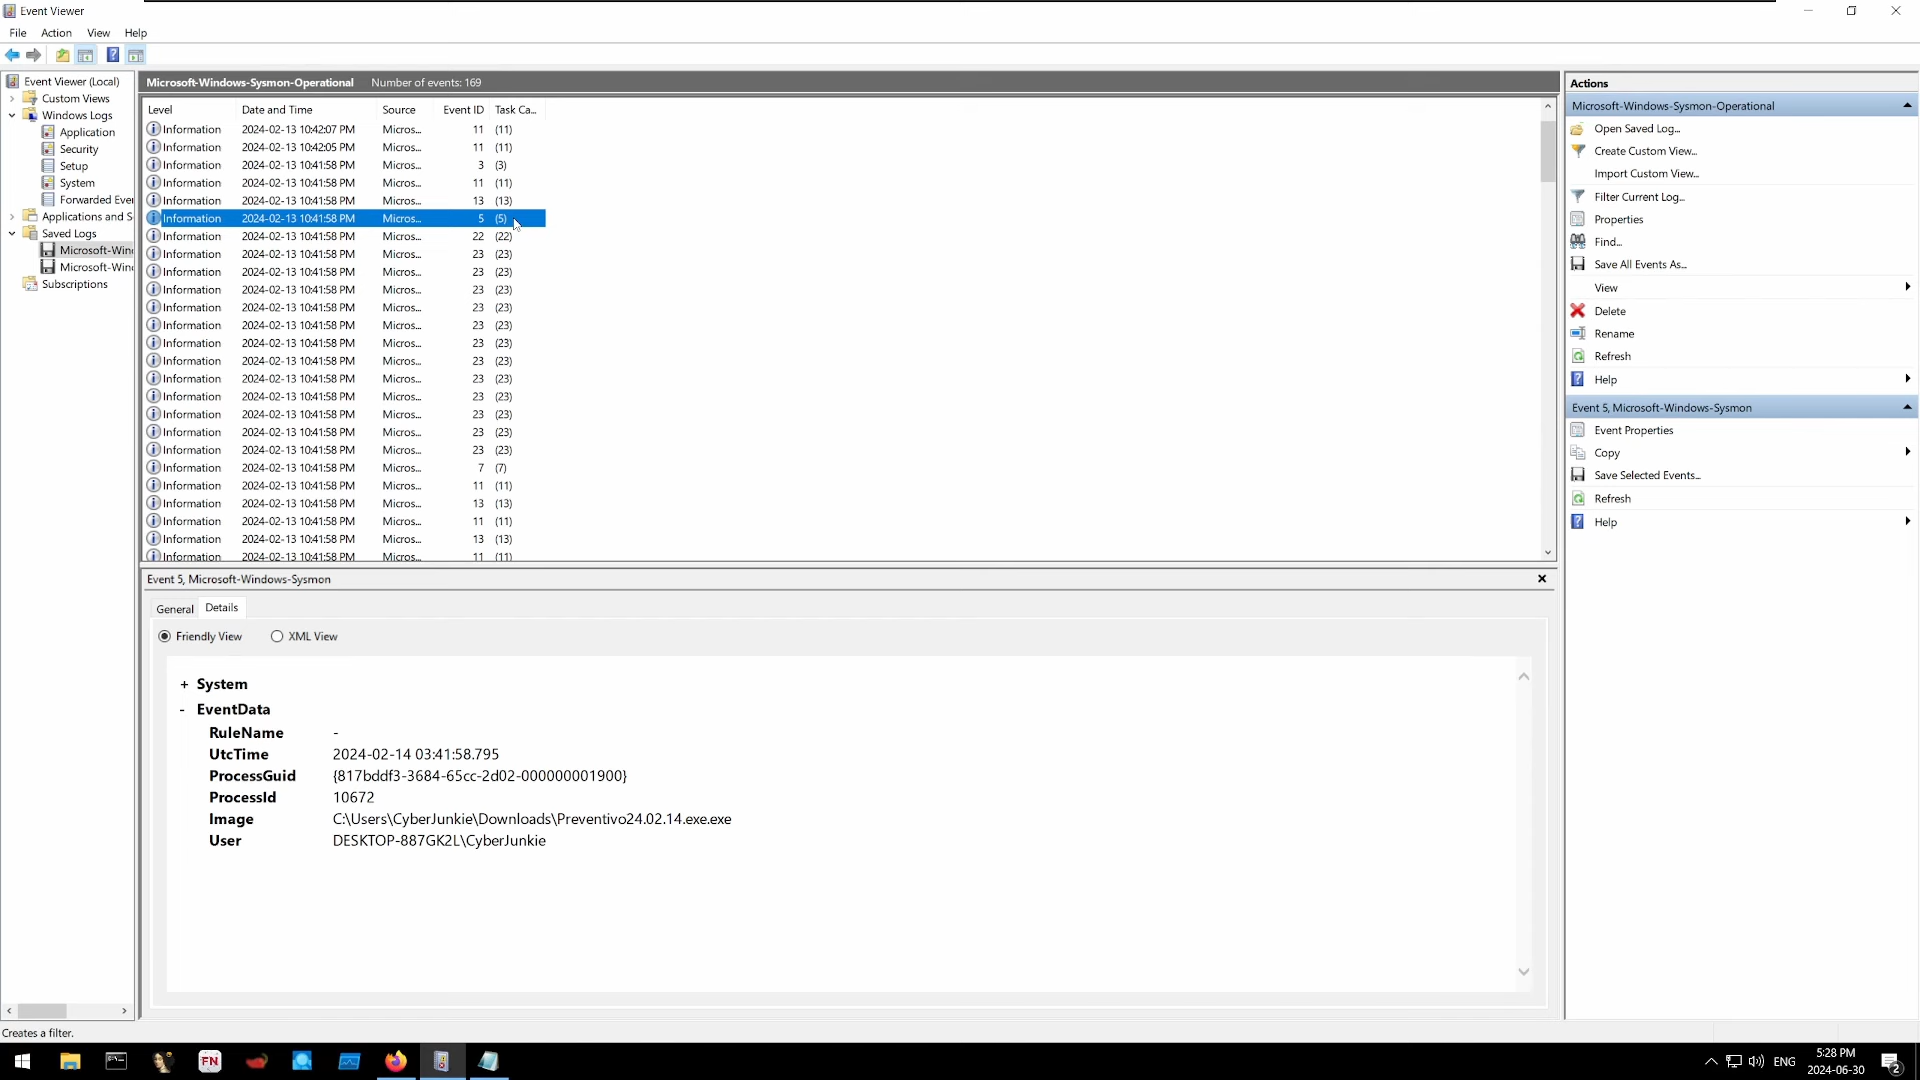 Event Viewer
File Action View Help
Event Viewer (Local)
Custom Views
Windows Logs
Application
Security
Setup
System
Forwarded Eve
Applications and S
Saved Logs
Microsoft-Win
Microsoft-Win
Subscriptions
Microsoft-Windows-Sysmon-Operational Number of events: 169
Level Date and Time Source Event ID Task Ca...
Information 2024-02-13 10:42:07 PM Micros... 11 (11)
Information 2024-02-13 10:42:05 PM Micros... 11 (11)
Information 2024-02-13 10:41:58 PM Micros... 3 (3)
Information 2024-02-13 10:41:58 PM Micros... 11 (11)
Information 2024-02-13 10:41:58 PM Micros... 13 (13)
Information 2024-02-13 10:41:58 PM Micros... 5 (5)
Information 2024-02-13 10:41:58 PM Micros... 22 (22)
Information 2024-02-13 10:41:58 PM Micros... 23 (23)
Information 2024-02-13 10:41:58 PM Micros... 23 (23)
Information 2024-02-13 10:41:58 PM Micros... 23 (23)
Information 2024-02-13 10:41:58 PM Micros... 23 (23)
Information 2024-02-13 10:41:58 PM Micros... 23 (23)
Information 2024-02-13 10:41:58 PM Micros... 23 (23)
Information 2024-02-13 10:41:58 PM Micros... 23 (23)
Information 2024-02-13 10:41:58 PM Micros... 23 (23)
Information 2024-02-13 10:41:58 PM Micros... 23 (23)
Information 2024-02-13 10:41:58 PM Micros... 23 (23)
Information 2024-02-13 10:41:58 PM Micros... 23 (23)
Information 2024-02-13 10:41:58 PM Micros... 23 (23)
Information 2024-02-13 10:41:58 PM Micros... 7 (7)
Information 2024-02-13 10:41:58 PM Micros... 11 (11)
Information 2024-02-13 10:41:58 PM Micros... 13 (13)
Information 2024-02-13 10:41:58 PM Micros... 11 (11)
Information 2024-02-13 10:41:58 PM Micros... 13 (13)
Information 2024-02-13 10:41:58 PM Micros... 11 (11)
Event 5, Microsoft-Windows-Sysmon
General Details
Friendly View XML View
+ System
- EventData
RuleName -
UtcTime 2024-02-14 03:41:58.795
ProcessGuid {817bddf3-3684-65cc-2d02-000000001900}
ProcessId 10672
Image C:\Users\CyberJunkie\Downloads\Preventivo24.02.14.exe.exe
User DESKTOP-887GK2L\CyberJunkie
Actions
Microsoft-Windows-Sysmon-Operational
Open Saved Log...
Create Custom View...
Import Custom View...
Filter Current Log...
Properties
Find...
Save All Events As...
View
Delete
Rename
Refresh
Help
Event 5, Microsoft-Windows-Sysmon
Event Properties
Copy
Save Selected Events...
Refresh
Help
Creates a filter.
FN
ENG
5:28 PM
2024-06-30
2